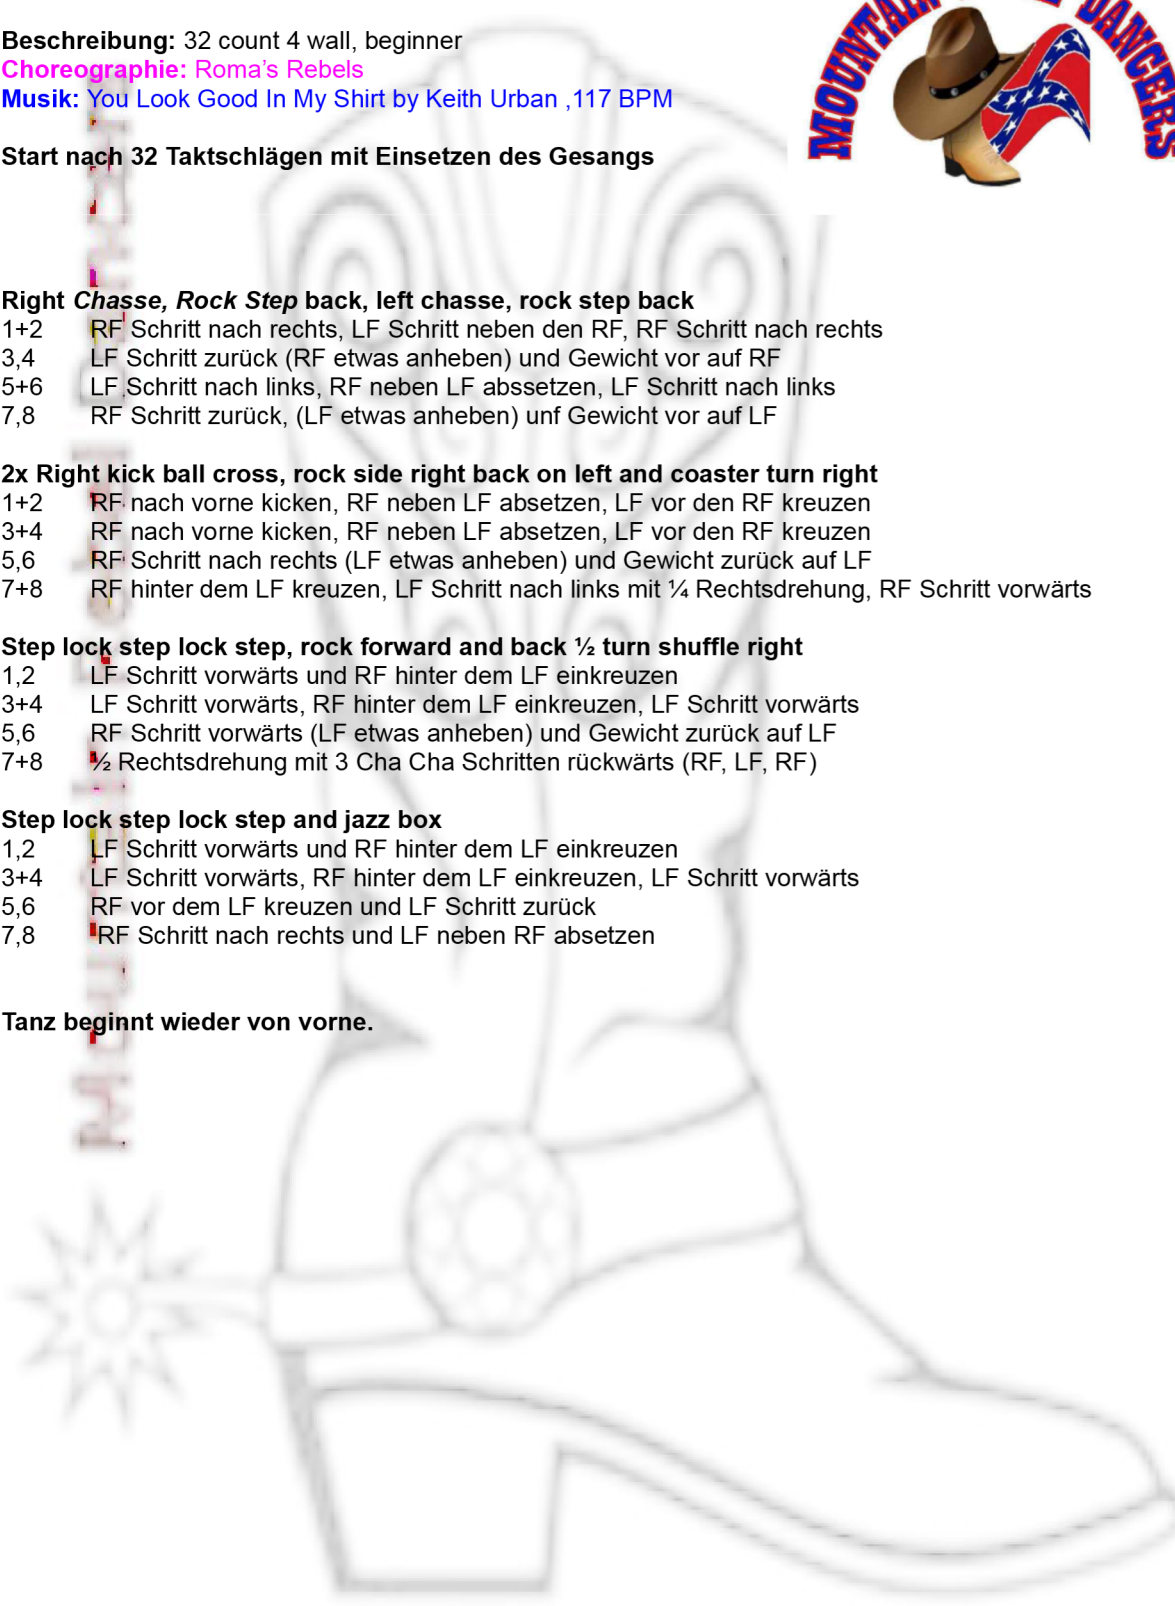 MOUNTAIN DANCERS
Beschreibung: 32 count 4 wall, beginner
Choreographie: Roma's Rebels
Musik: You Look Good In My Shirt by Keith Urban ,117 BPM
Start nach 32 Taktschlägen mit Einsetzen des Gesangs
Right Chasse, Rock Step back, left chasse, rock step back
1+2 RF Schritt nach rechts, LF Schritt neben den RF, RF Schritt nach rechts
3,4 LF Schritt zurück (RF etwas anheben) und Gewicht vor auf RF
5+6 LF Schritt nach links, RF neben LF abssetzen, LF Schritt nach links
7,8 RF Schritt zurück, (LF etwas anheben) unf Gewicht vor auf LF
2x Right kick ball cross, rock side right back on left and coaster turn right
1+2 RF nach vorne kicken, RF neben LF absetzen, LF vor den RF kreuzen
3+4 RF nach vorne kicken, RF neben LF absetzen, LF vor den RF kreuzen
5,6 RF Schritt nach rechts (LF etwas anheben) und Gewicht zurück auf LF
7+8 RF hinter dem LF kreuzen, LF Schritt nach links mit ¼ Rechtsdrehung, RF Schritt vorwärts
Step lock step lock step, rock forward and back ½ turn shuffle right
1,2 LF Schritt vorwärts und RF hinter dem LF einkreuzen
3+4 LF Schritt vorwärts, RF hinter dem LF einkreuzen, LF Schritt vorwärts
5,6 RF Schritt vorwärts (LF etwas anheben) und Gewicht zurück auf LF
7+8 ½ Rechtsdrehung mit 3 Cha Cha Schritten rückwärts (RF, LF, RF)
Step lock step lock step and jazz box
1,2 LF Schritt vorwärts und RF hinter dem LF einkreuzen
3+4 LF Schritt vorwärts, RF hinter dem LF einkreuzen, LF Schritt vorwärts
5,6 RF vor dem LF kreuzen und LF Schritt zurück
7,8 RF Schritt nach rechts und LF neben RF absetzen
Tanz beginnt wieder von vorne.